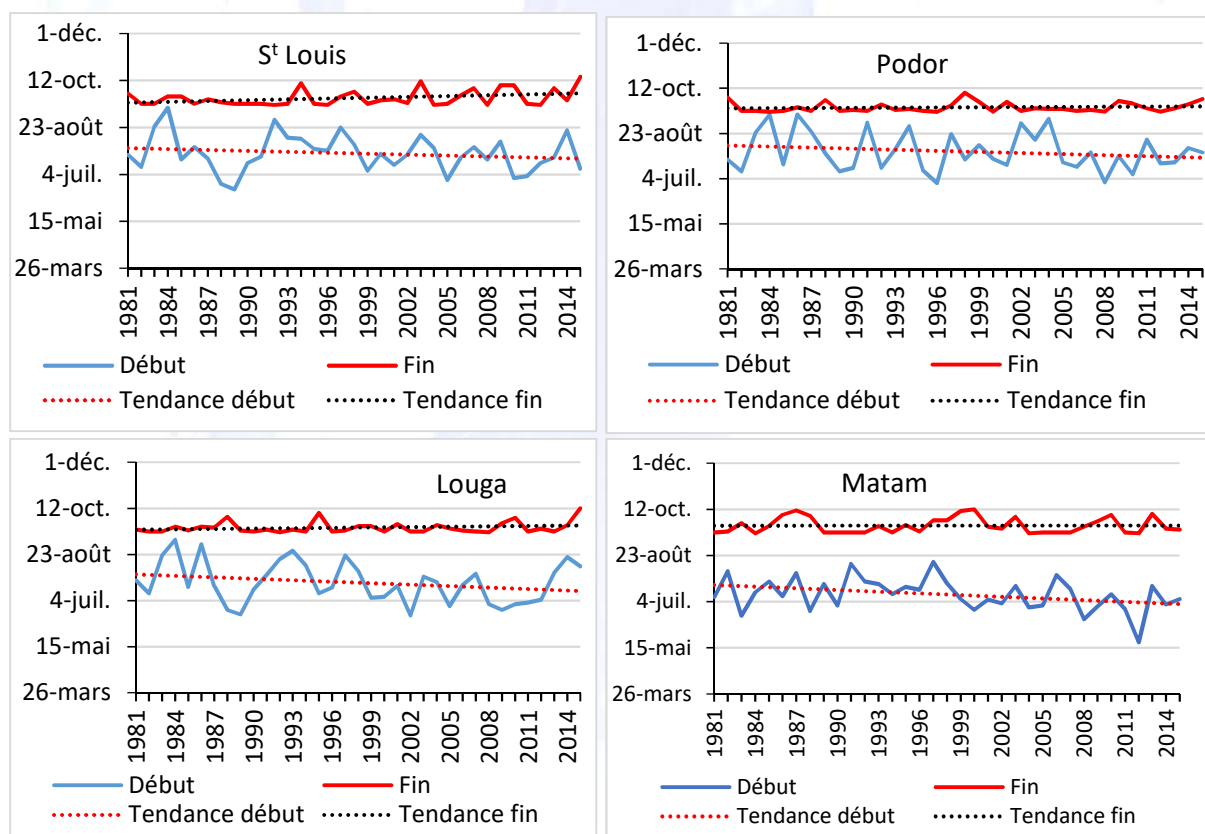 S^t Louis
1-déc.
12-oct.
23-août
4-juil.
15-mai
26-mars
1981
1984
1987
1990
1993
1996
1999
2002
2005
2008
2011
2014
Début
Fin
Tendance début
Tendance fin
Podor
1-déc.
12-oct.
23-août
4-juil.
15-mai
26-mars
1981
1984
1987
1990
1993
1996
1999
2002
2005
2008
2011
2014
Début
Fin
Tendance début
Tendance fin
Louga
1-déc.
12-oct.
23-août
4-juil.
15-mai
26-mars
1981
1984
1987
1990
1993
1996
1999
2002
2005
2008
2011
2014
Début
Fin
Tendance début
Tendance fin
Matam
1-déc.
12-oct.
23-août
4-juil.
15-mai
26-mars
1981
1984
1987
1990
1993
1996
1999
2002
2005
2008
2011
2014
Début
Fin
Tendance début
Tendance fin